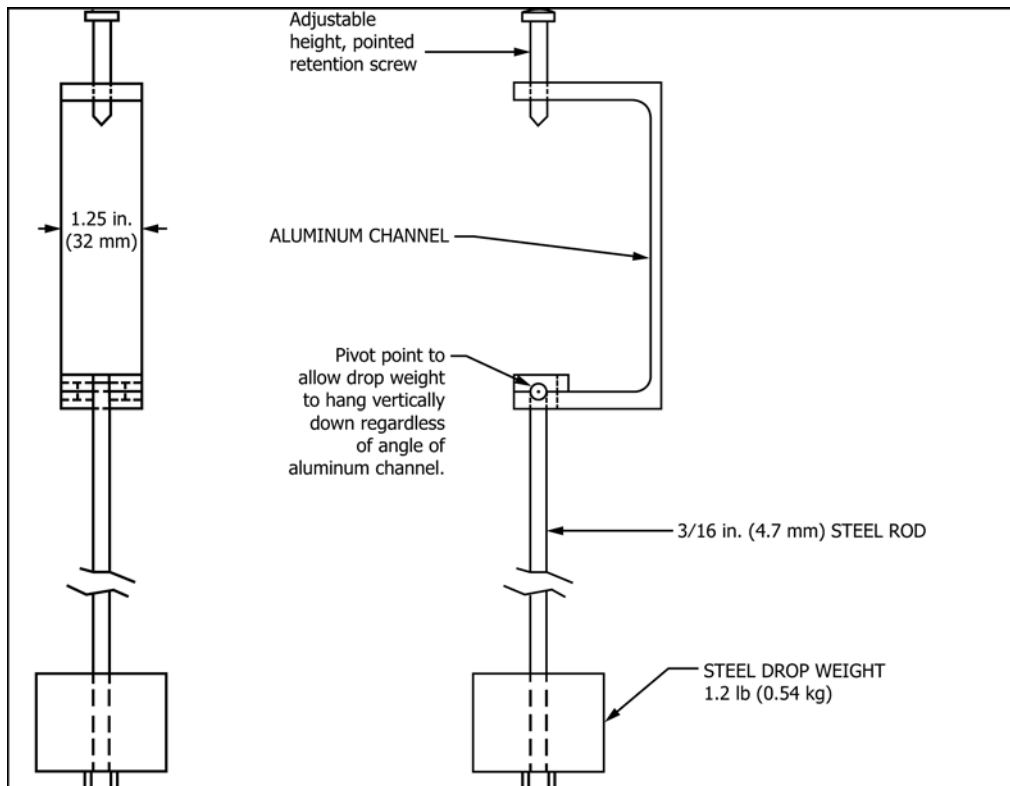 Adjustable
height, pointed
retention screw
1.25 in.
(32 mm)
ALUMINUM CHANNEL
Pivot point to
allow drop weight
to hang vertically
down regardless
of angle of
aluminum channel.
3/16 in. (4.7 mm) STEEL ROD
STEEL DROP WEIGHT
1.2 lb (0.54 kg)